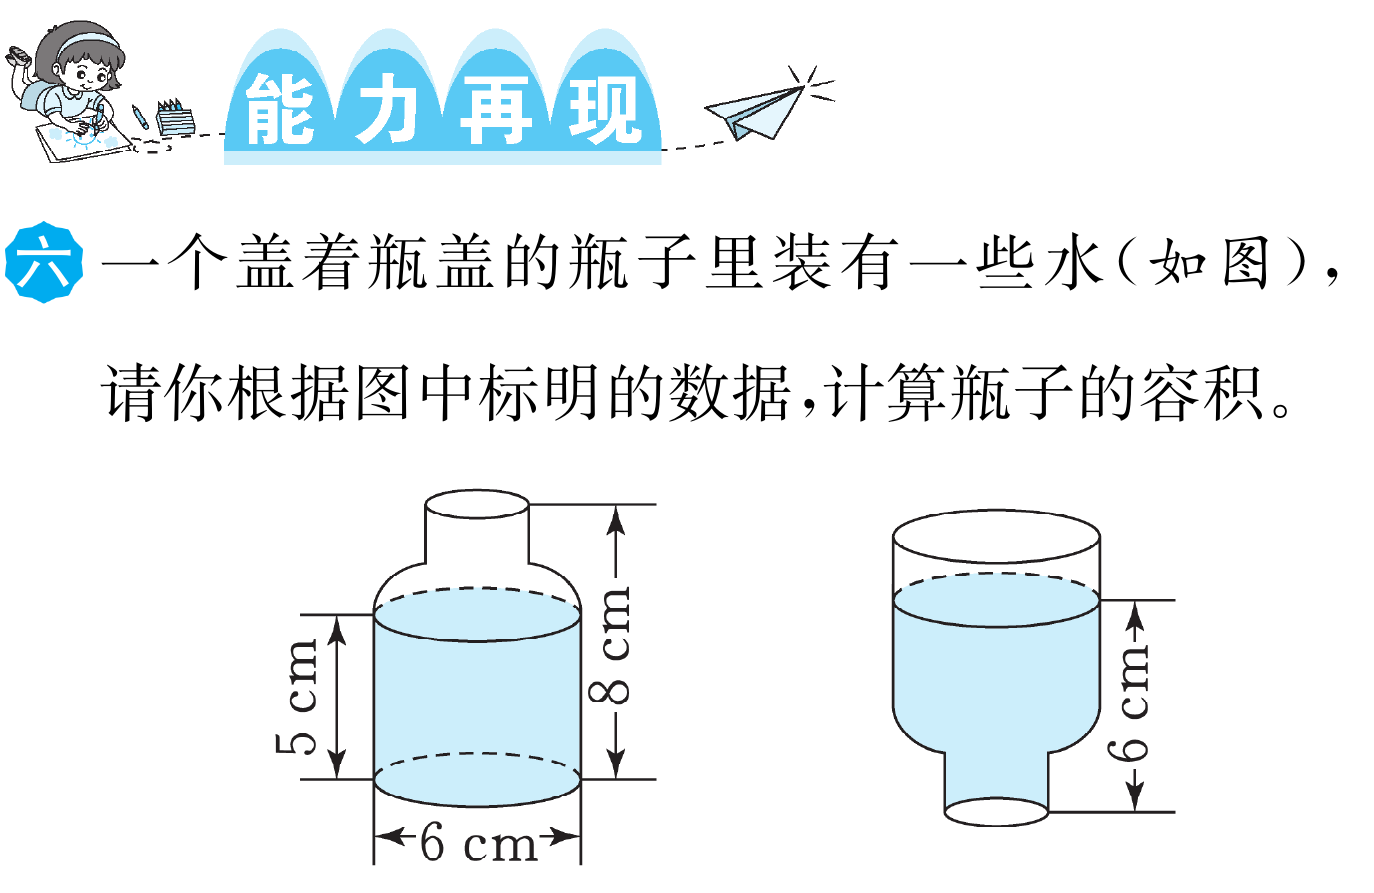 能力再现
六 一个盖着瓶盖的瓶子里装有一些水(如图),
请你根据图中标明的数据,计算瓶子的容积。
5 cm
8 cm
6 cm
6 cm